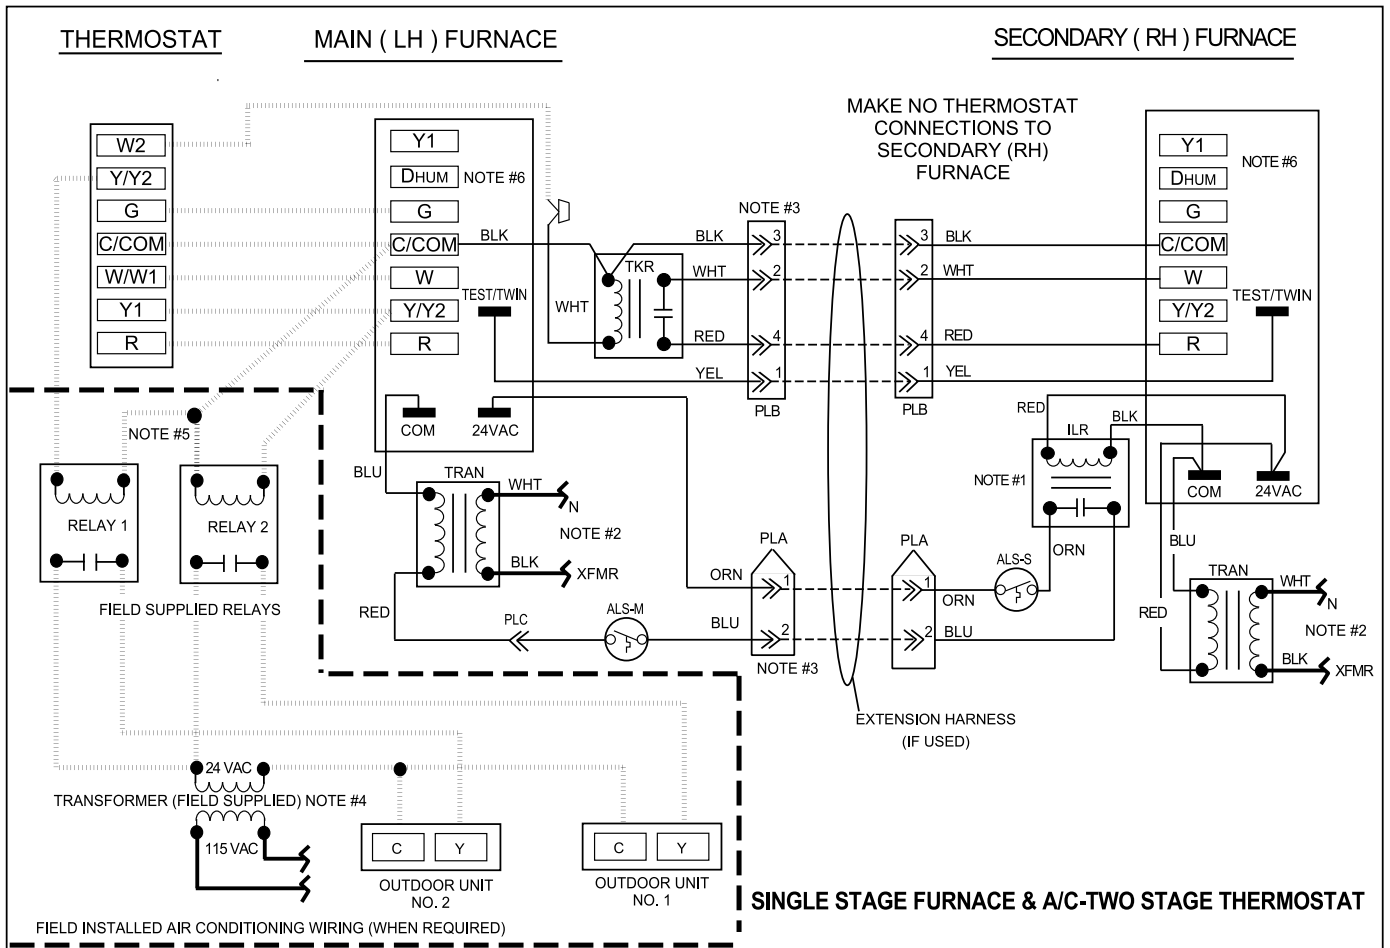 THERMOSTAT
MAIN ( LH ) FURNACE
SECONDARY ( RH ) FURNACE
W2
Y/Y2
G
C/COM
W/W1
Y1
R
Y1
DHUM
NOTE #6
G
C/COM
W
Y/Y2
R
TEST/TWIN
COM
24VAC
BLK
WHT
TKR
NOTE #3
BLK
3
WHT
2
RED
4
YEL
1
PLB
MAKE NO THERMOSTAT
CONNECTIONS TO
SECONDARY (RH)
FURNACE
3
BLK
2
WHT
4
RED
1
YEL
PLB
Y1
NOTE #6
DHUM
G
C/COM
W
Y/Y2
R
TEST/TWIN
COM
24VAC
RED
BLK
ILR
NOTE #1
ORN
BLU
RED
TRAN
WHT
N
NOTE #2
BLK
XFMR
NOTE #5
RELAY 1
RELAY 2
FIELD SUPPLIED RELAYS
BLU
TRAN
WHT
N
NOTE #2
BLK
XFMR
RED
PLC
ALS-M
PLA
ORN
1
BLU
2
NOTE #3
PLA
1
ORN
2
BLU
ALS-S
EXTENSION HARNESS
(IF USED)
24 VAC
TRANSFORMER (FIELD SUPPLIED) NOTE #4
115 VAC
C
Y
OUTDOOR UNIT
NO. 2
C
Y
OUTDOOR UNIT
NO. 1
SINGLE STAGE FURNACE & A/C-TWO STAGE THERMOSTAT
FIELD INSTALLED AIR CONDITIONING WIRING (WHEN REQUIRED)